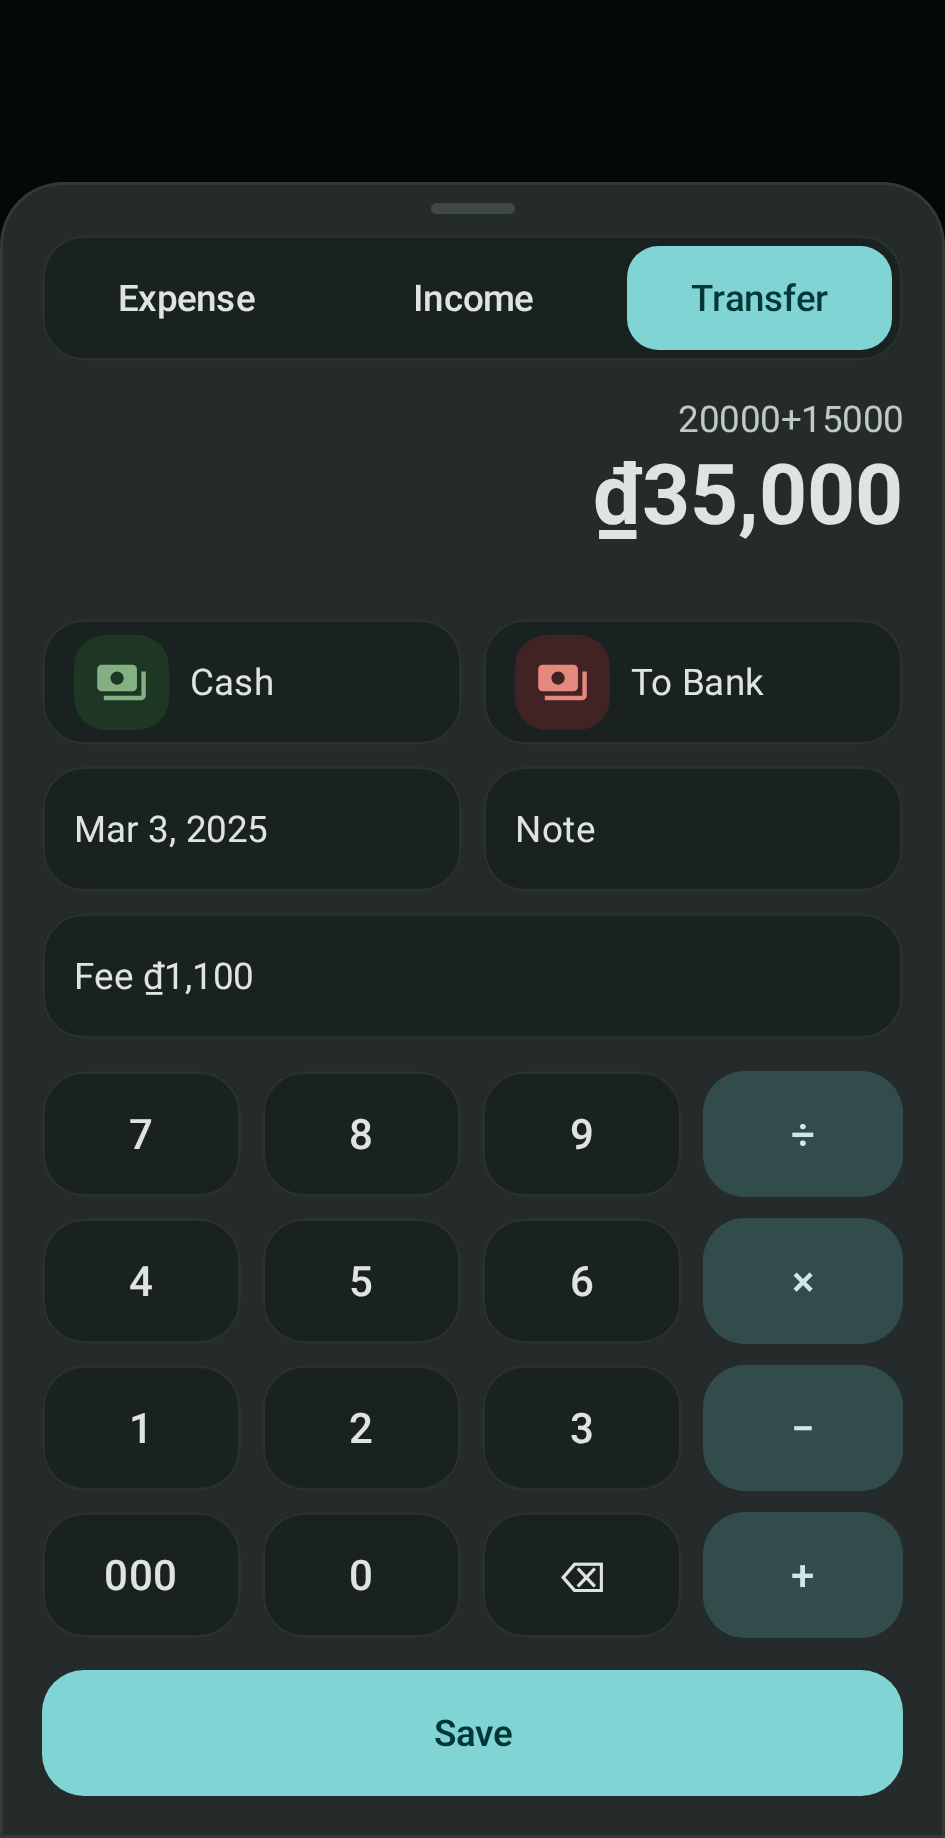 Expense Income Transfer
20000+15000
₫35,000
Cash To Bank
Mar 3, 2025 Note
Fee ₫1,100
7 8 9 ÷
4 5 6 ×
1 2 3 −
000 0 +
Save